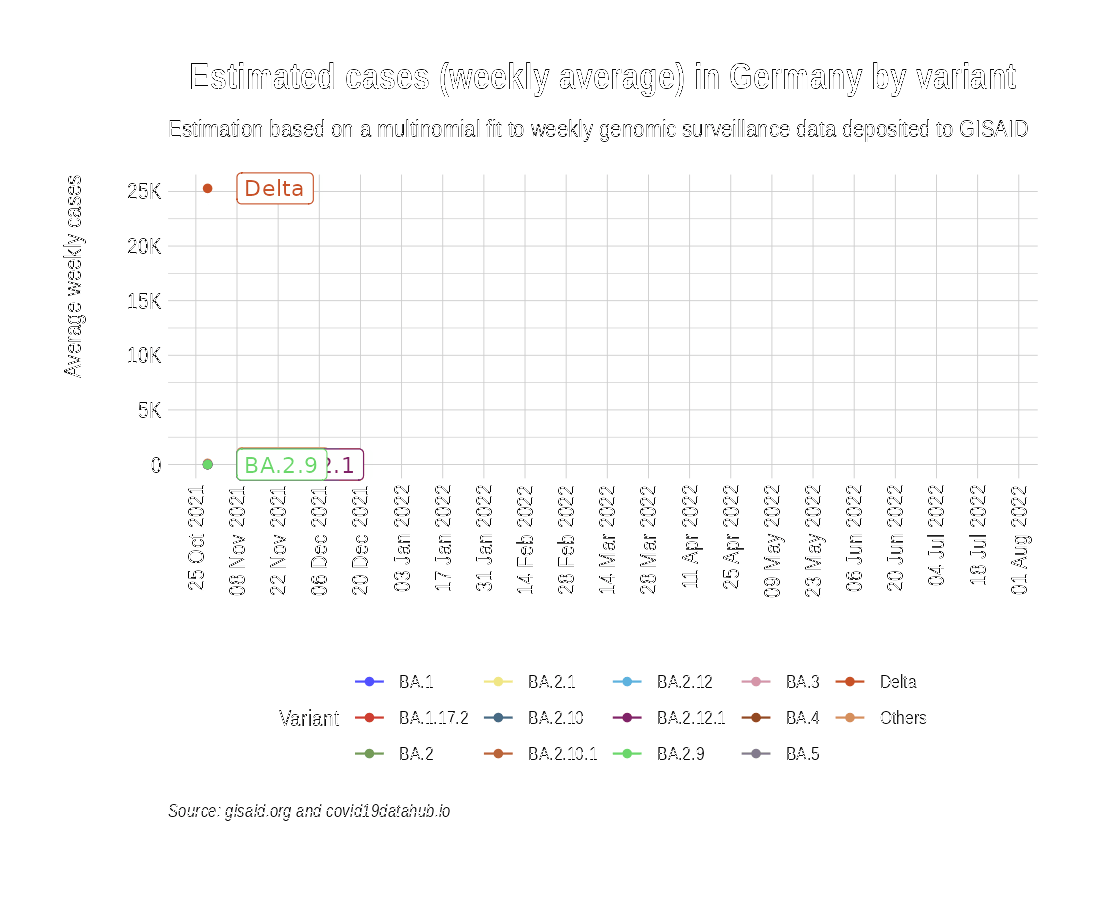 Estimated cases (weekly average) in Germany by variant
Estimation based on a multinomial fit to weekly genomic surveillance data deposited to GISAID
Average weekly cases
25K
20K
15K
10K
5K
0
Delta
BA.2.9
2.1
25 Oct 2021
08 Nov 2021
22 Nov 2021
06 Dec 2021
20 Dec 2021
03 Jan 2022
17 Jan 2022
31 Jan 2022
14 Feb 2022
28 Feb 2022
14 Mar 2022
28 Mar 2022
11 Apr 2022
25 Apr 2022
09 May 2022
23 May 2022
06 Jun 2022
20 Jun 2022
04 Jul 2022
18 Jul 2022
01 Aug 2022
Variant
BA.1 BA.2.1 BA.2.12 BA.3 Delta
BA.1.17.2 BA.2.10 BA.2.12.1 BA.4 Others
BA.2 BA.2.10.1 BA.2.9 BA.5
Source: gisaid.org and covid19datahub.io